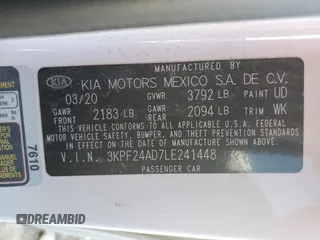 MANUFACTURED BY
KIA KIA MOTORS MEXICO S.A. DE C.V.
03/20 GVWR 3792 LB PAINT UD
GAWR FRONT 2183 LB GAWR REAR 2094 LB TRIM WK
THIS VEHICLE CONFORMS TO ALL APPLICABLE FEDERAL
MOTOR VEHICLE SAFETY, BUMPER, AND THEFT PREVENTION
STANDARDS IN EFFECT ON THE DATE OF MANUFACTURE
SHOWN ABOVE.
V.I.N. 3KPF24AD7LE241448
PASSENGER CAR
7610
DREAMBID